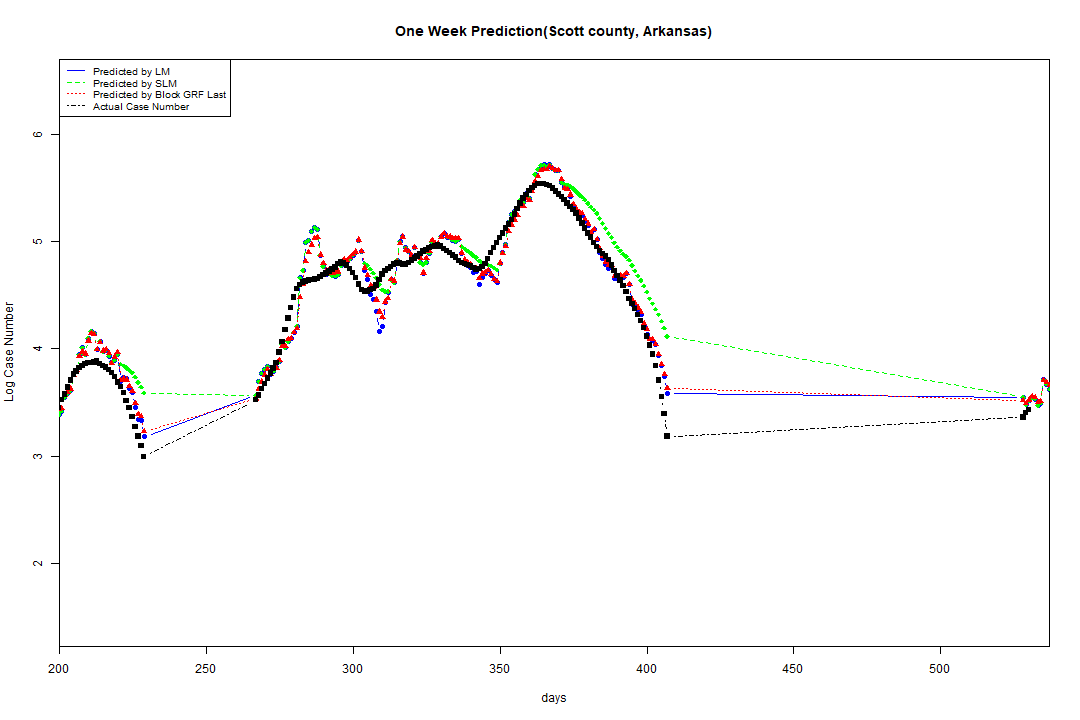 One Week Prediction(Scott county, Arkansas)
Predicted by LM
Predicted by SLM
Predicted by Block GRF Last
Actual Case Number
Log Case Number
6
5
4
3
2
200 250 300 350 400 450 500
days